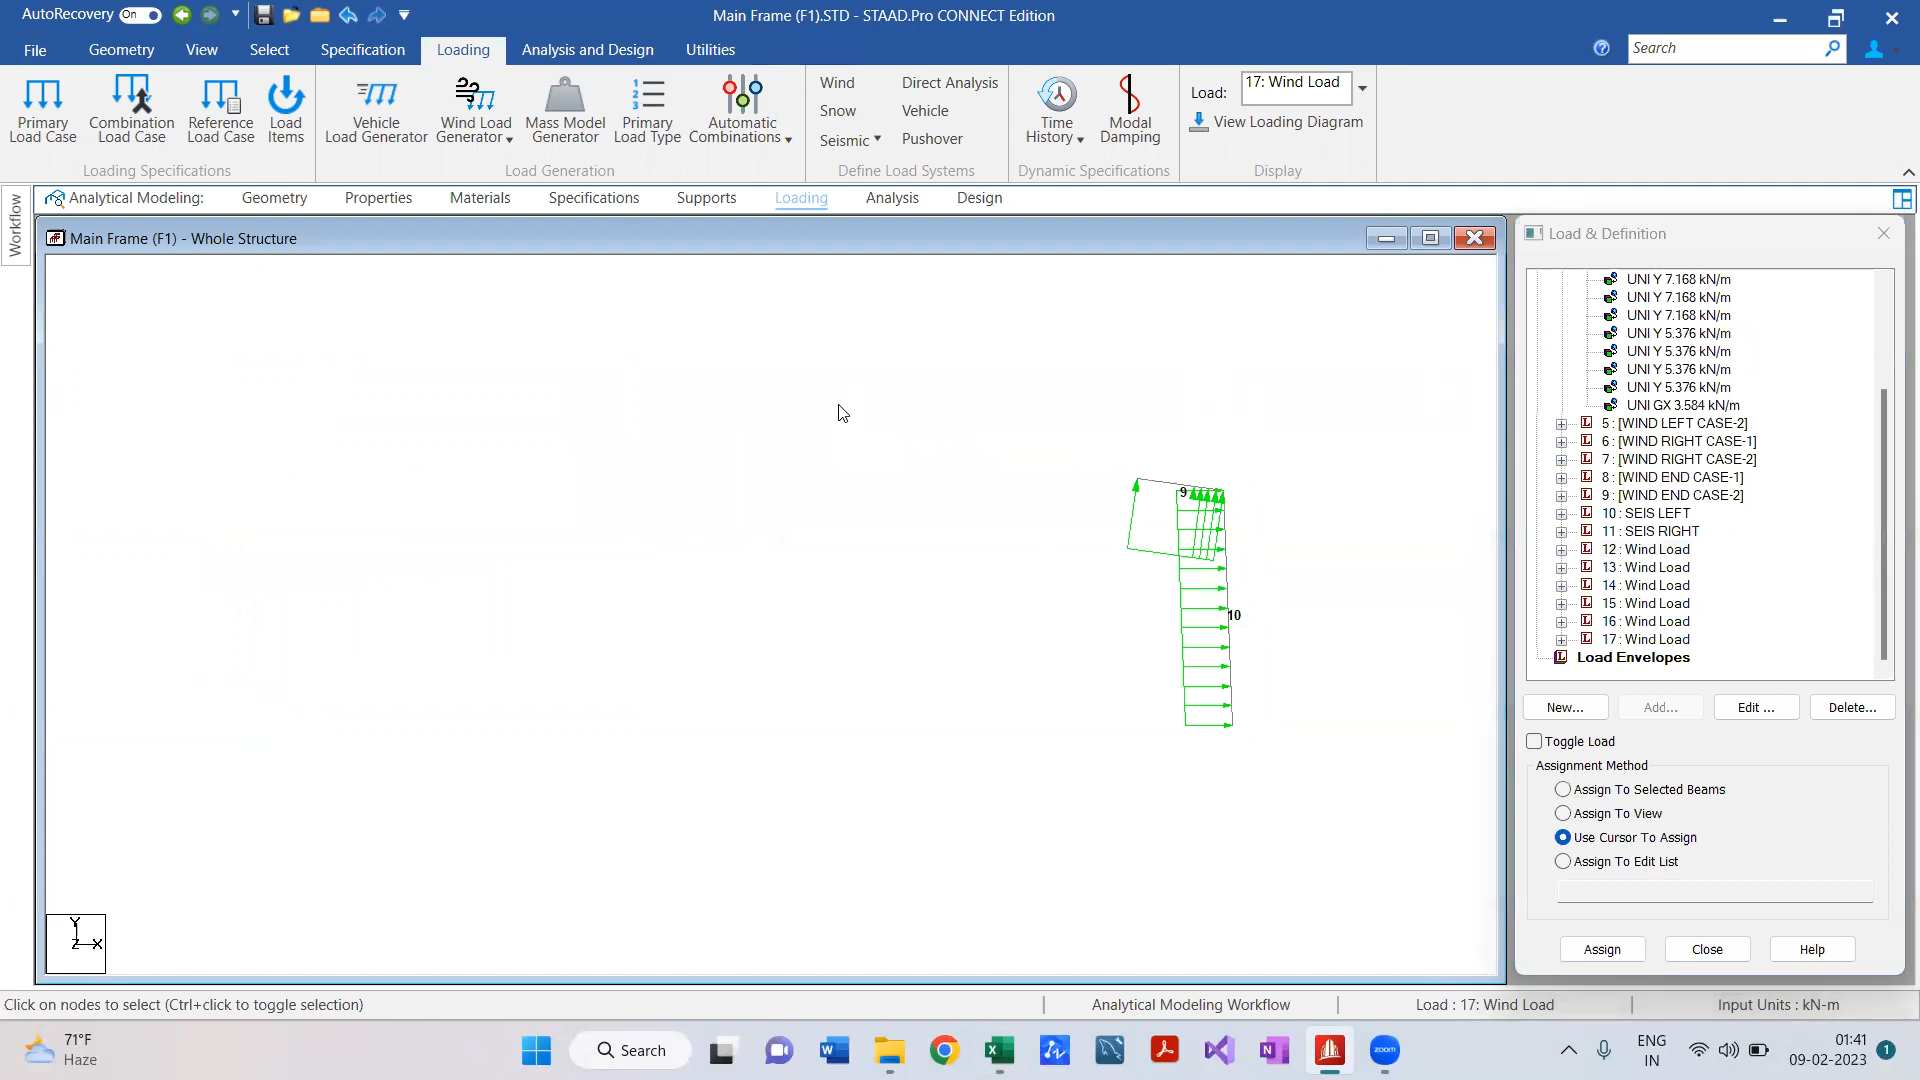 AutoRecovery On
Main Frame (F1).STD - STAAD.Pro CONNECT Edition
File Geometry View Select Specification Loading Analysis and Design Utilities
Search
Primary Load Case
Combination Load Case
Reference Load Case
Load Items
Loading Specifications
Vehicle Load Generator
Wind Load Generator
Mass Model Generator
Primary Load Type
Automatic Combinations
Load Generation
Wind
Snow
Seismic
Direct Analysis
Vehicle
Pushover
Define Load Systems
Time History
Modal Damping
Dynamic Specifications
Load: 17: Wind Load
View Loading Diagram
Display
Workflow
Analytical Modeling: Geometry Properties Materials Specifications Supports Loading Analysis Design
Main Frame (F1) - Whole Structure
9
10
Y
Z X
Load & Definition
UNI Y 7.168 kN/m
UNI Y 7.168 kN/m
UNI Y 7.168 kN/m
UNI Y 5.376 kN/m
UNI Y 5.376 kN/m
UNI Y 5.376 kN/m
UNI Y 5.376 kN/m
UNI GX 3.584 kN/m
5 : [WIND LEFT CASE-2]
6 : [WIND RIGHT CASE-1]
7 : [WIND RIGHT CASE-2]
8 : [WIND END CASE-1]
9 : [WIND END CASE-2]
10 : SEIS LEFT
11 : SEIS RIGHT
12 : Wind Load
13 : Wind Load
14 : Wind Load
15 : Wind Load
16 : Wind Load
17 : Wind Load
Load Envelopes
New... Add... Edit ... Delete...
Toggle Load
Assignment Method
Assign To Selected Beams
Assign To View
Use Cursor To Assign
Assign To Edit List
Assign Close Help
Click on nodes to select (Ctrl+click to toggle selection)
Analytical Modeling Workflow
Load : 17: Wind Load
Input Units : kN-m
71°F
Haze
Search
zoom
ENG
IN
01:41
09-02-2023
1